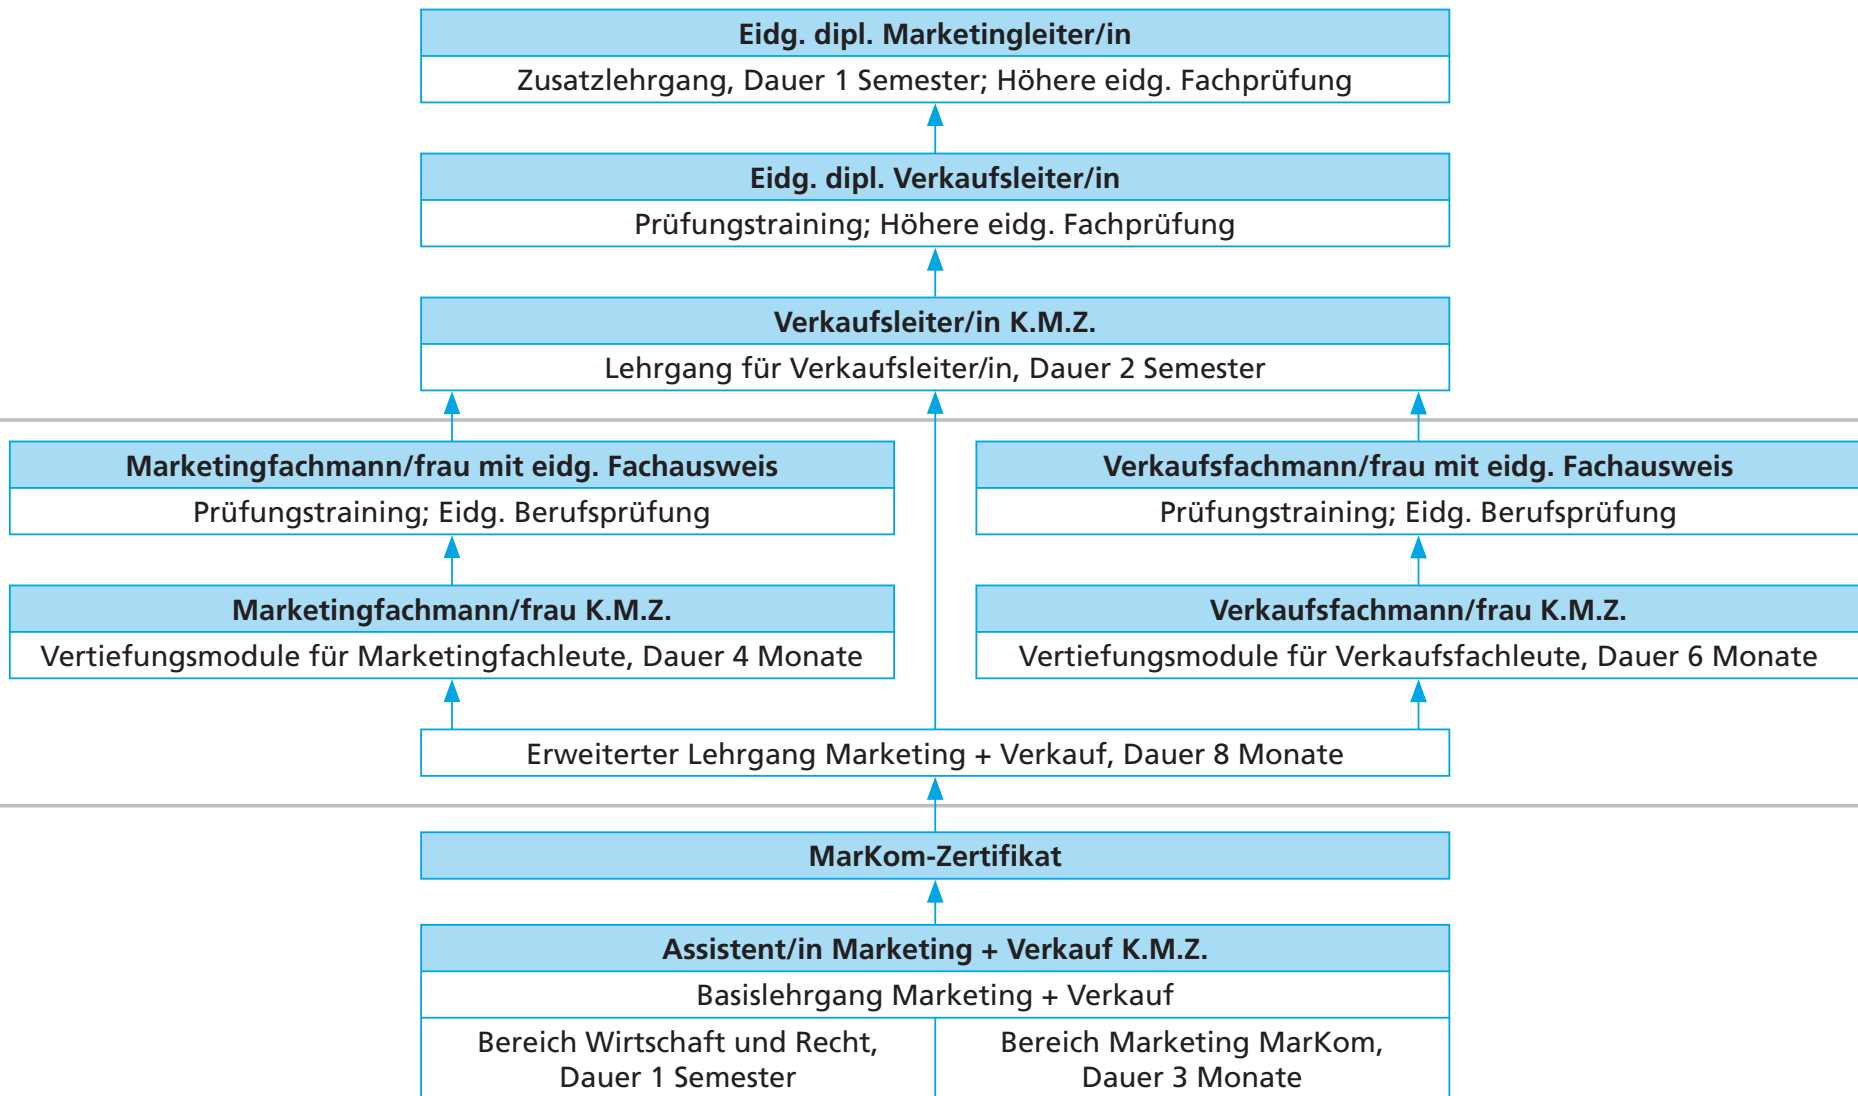 Eidg. dipl. Marketingleiter/in
Zusatzlehrgang, Dauer 1 Semester; Höhere eidg. Fachprüfung
Eidg. dipl. Verkaufsleiter/in
Prüfungstraining; Höhere eidg. Fachprüfung
Verkaufsleiter/in K.M.Z.
Lehrgang für Verkaufsleiter/in, Dauer 2 Semester
Marketingfachmann/frau mit eidg. Fachausweis
Prüfungstraining; Eidg. Berufsprüfung
Verkaufsfachmann/frau mit eidg. Fachausweis
Prüfungstraining; Eidg. Berufsprüfung
Marketingfachmann/frau K.M.Z.
Vertiefungsmodule für Marketingfachleute, Dauer 4 Monate
Verkaufsfachmann/frau K.M.Z.
Vertiefungsmodule für Verkaufsfachleute, Dauer 6 Monate
Erweiterter Lehrgang Marketing + Verkauf, Dauer 8 Monate
MarKom-Zertifikat
Assistent/in Marketing + Verkauf K.M.Z.
Basislehrgang Marketing + Verkauf
Bereich Wirtschaft und Recht,
Dauer 1 Semester
Bereich Marketing MarKom,
Dauer 3 Monate